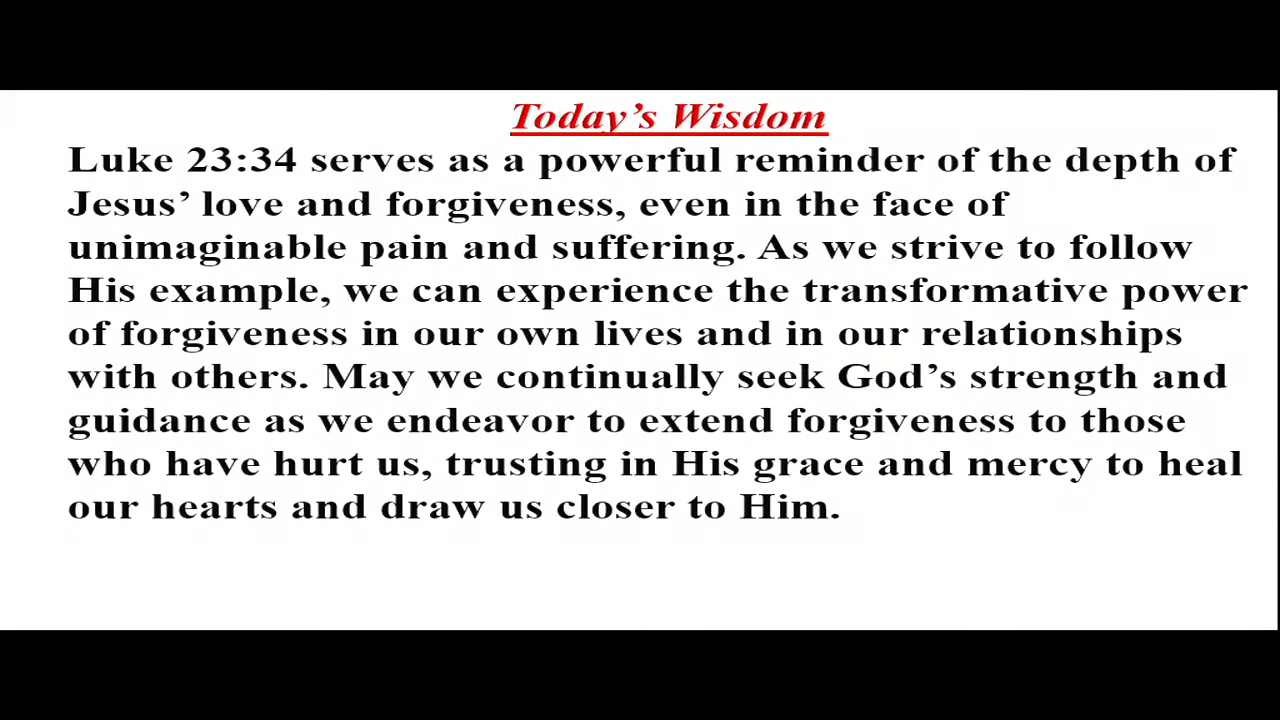 Today’s Wisdom
Luke 23:34 serves as a powerful reminder of the depth of
Jesus’ love and forgiveness, even in the face of
unimaginable pain and suffering. As we strive to follow
His example, we can experience the transformative power
of forgiveness in our own lives and in our relationships
with others. May we continually seek God’s strength and
guidance as we endeavor to extend forgiveness to those
who have hurt us, trusting in His grace and mercy to heal
our hearts and draw us closer to Him.